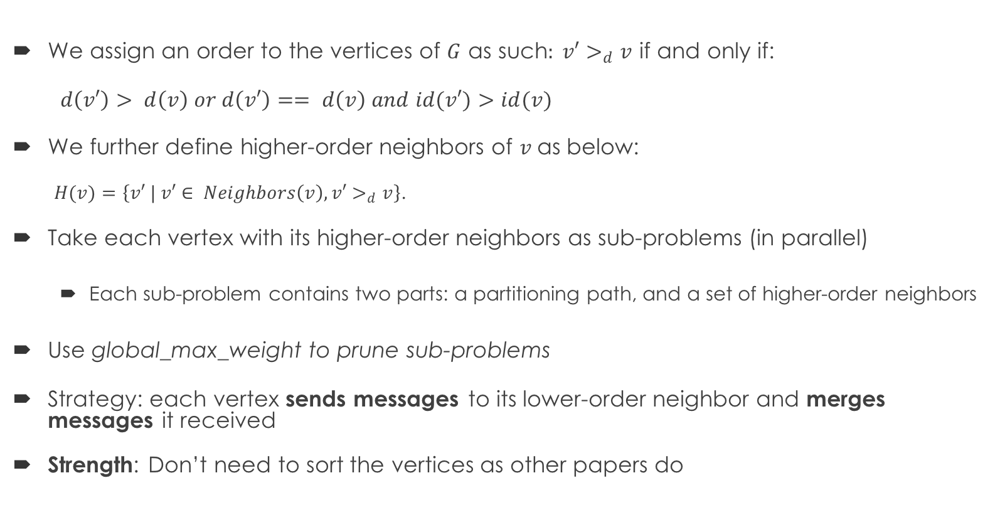 We assign an order to the vertices of G as such: v′ >_d v if and only if:
d(v′) > d(v) or d(v′) == d(v) and id(v′) > id(v)
We further define higher-order neighbors of v as below:
H(v) = {v′ | v′ ∈ Neighbors(v), v′ >_d v}.
Take each vertex with its higher-order neighbors as sub-problems (in parallel)
Each sub-problem contains two parts: a partitioning path, and a set of higher-order neighbors
Use global_max_weight to prune sub-problems
Strategy: each vertex sends messages to its lower-order neighbor and merges
messages it received
Strength: Don’t need to sort the vertices as other papers do